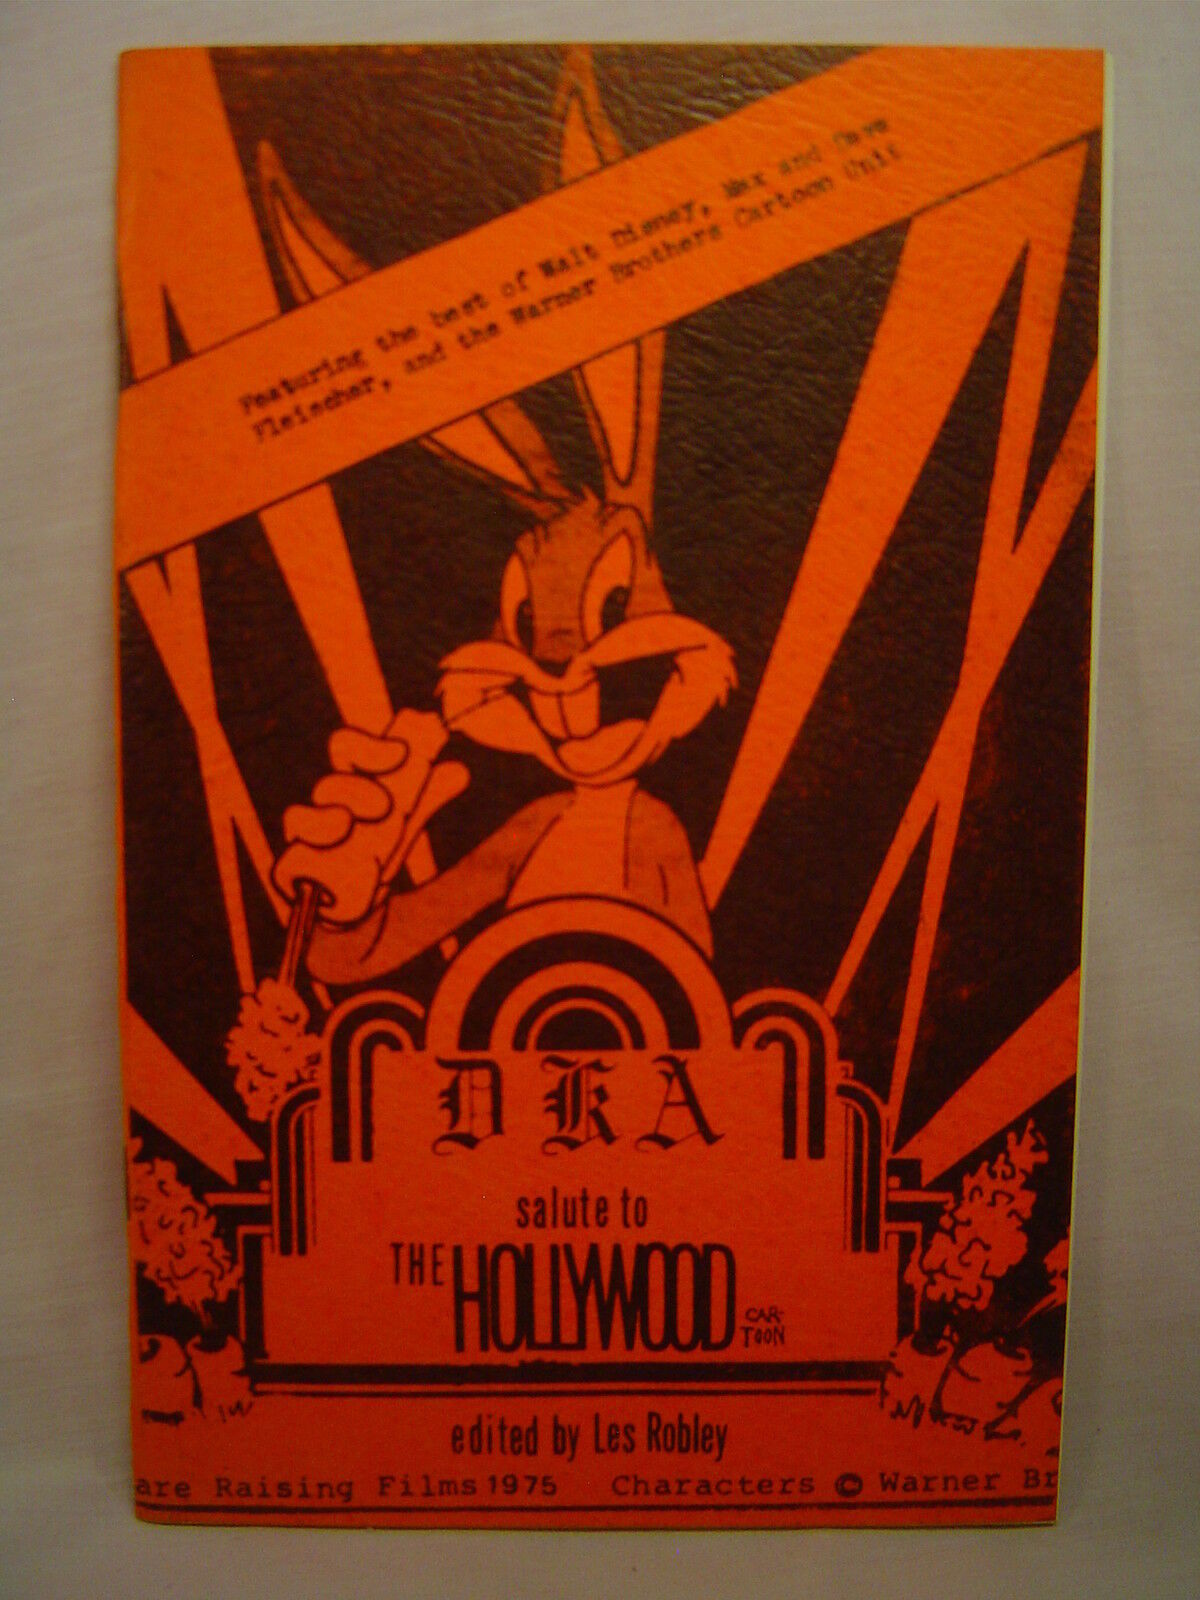 Featuring the best of Walt Disney, Max and Dave
Fleischer, and the Warner Brothers Cartoon Unit
DKA
salute to
THE HOLLYWOOD CAR-
TOON
edited by Les Robley
are Raising Films 1975 Characters © Warner Br